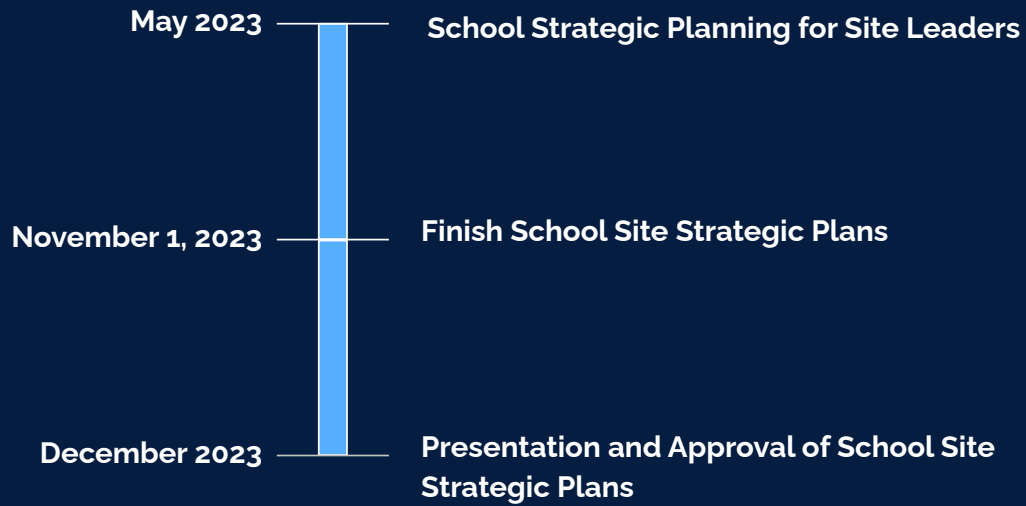 May 2023
School Strategic Planning for Site Leaders
November 1, 2023
Finish School Site Strategic Plans
December 2023
Presentation and Approval of School Site
Strategic Plans